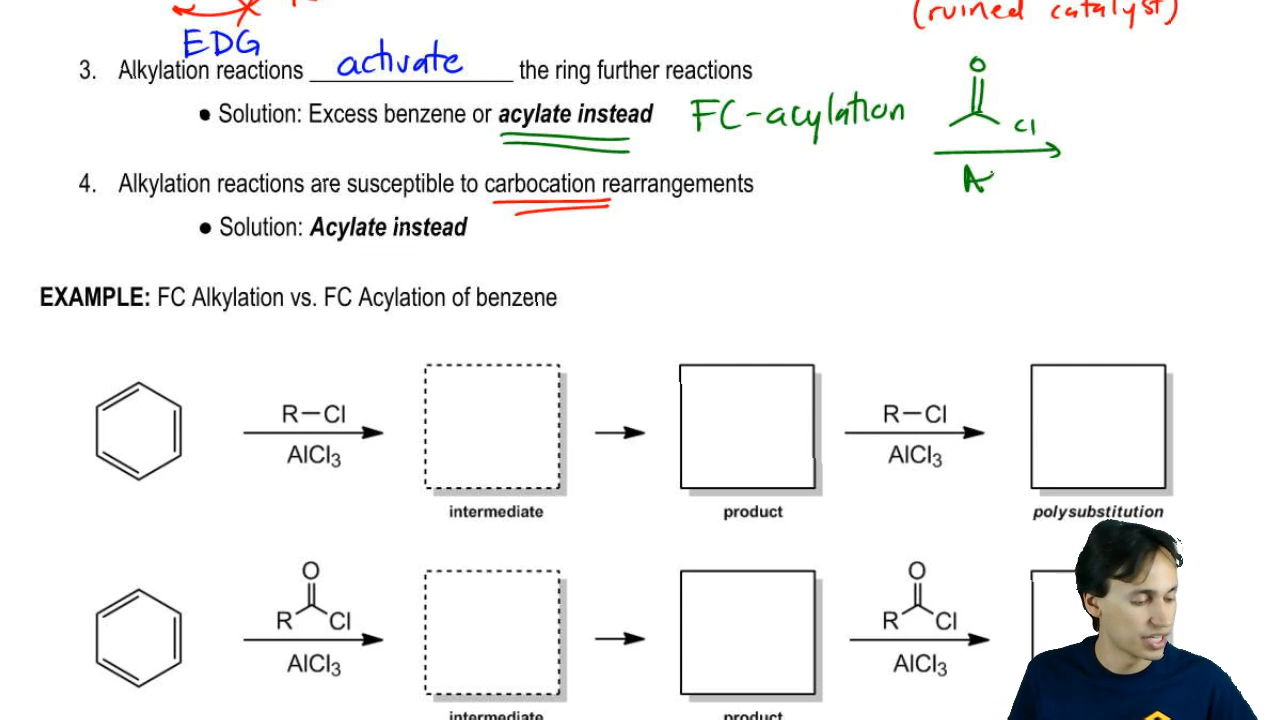 (ruined catalyst)
EDG
3. Alkylation reactions activate the ring further reactions
● Solution: Excess benzene or acylate instead
FC-acylation
O
Cl
A
4. Alkylation reactions are susceptible to carbocation rearrangements
● Solution: Acylate instead
EXAMPLE: FC Alkylation vs. FC Acylation of benzene
R—Cl
AlCl3
R—Cl
AlCl3
intermediate
product
polysubstitution
O
R Cl
AlCl3
O
R Cl
AlCl3
intermediate
product